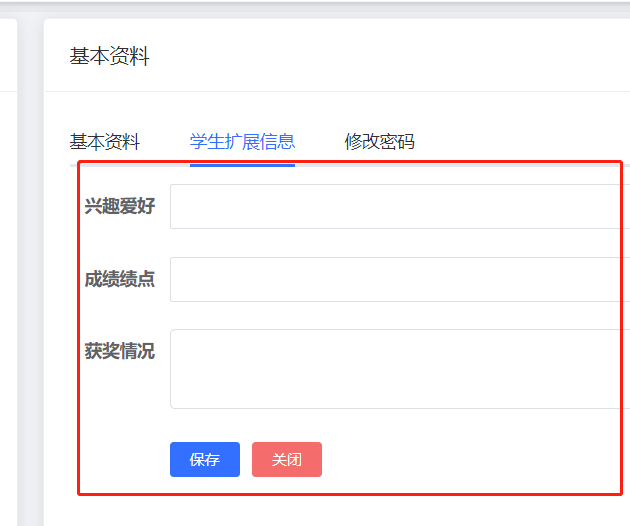 基本资料
基本资料 学生扩展信息 修改密码
兴趣爱好
成绩绩点
获奖情况
保存 关闭